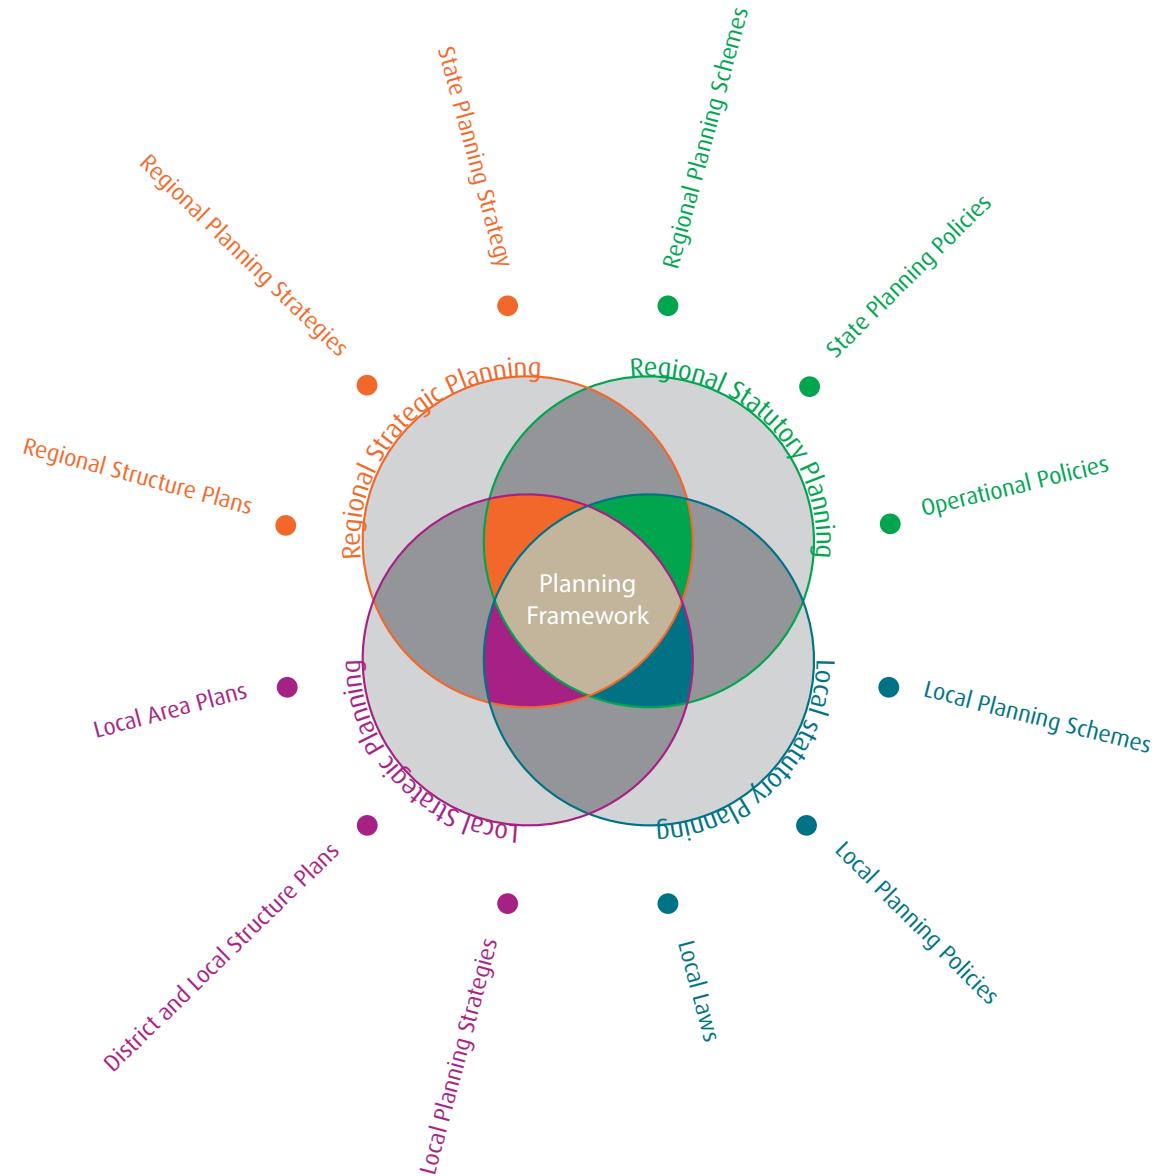 State Planning Strategy
Regional Planning Schemes
Regional Planning Strategies
State Planning Policies
Regional Structure Plans
Operational Policies
Regional Strategic Planning
Regional Statutory Planning
Planning
Framework
Local Strategic Planning
Local statutory Planning
Local Area Plans
Local Planning Schemes
District and Local Structure Plans
Local Planning Policies
Local Planning Strategies
Local Laws